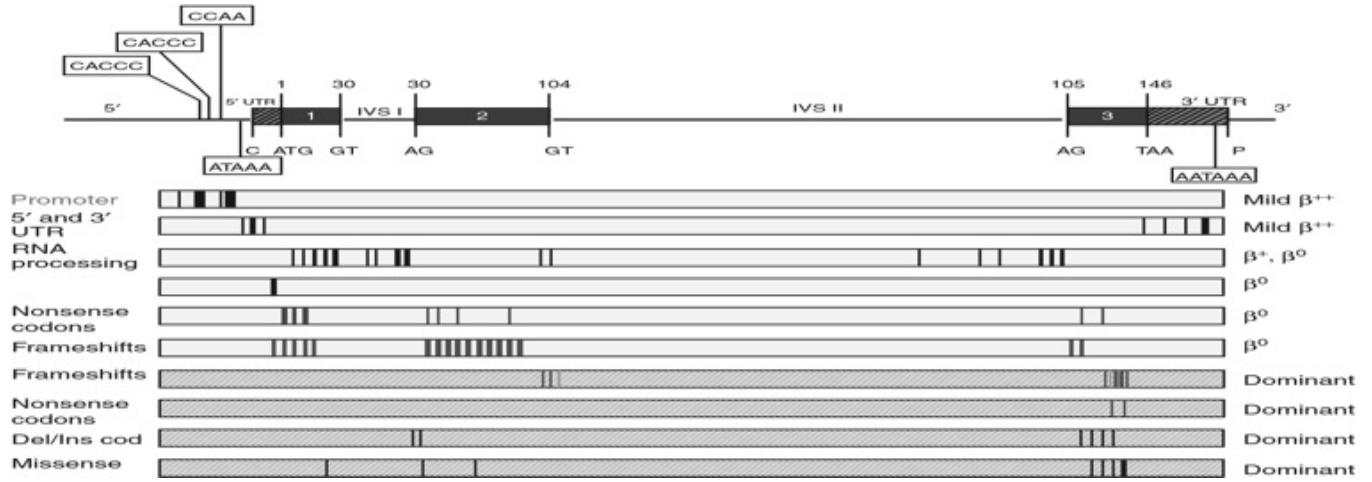 CCAA
CACCC
CACCC
1 30 30 104 105 146
5′ 5′ UTR 1 IVS I 2 IVS II 3 3′ UTR 3′
C ATG GT AG GT AG TAA P
ATAAA AATAAA
Promoter Mild β⁺⁺
5′ and 3′
UTR Mild β⁺⁺
RNA
processing β⁺, β⁰
β⁰
Nonsense
codons β⁰
Frameshifts β⁰
Frameshifts Dominant
Nonsense
codons Dominant
Del/Ins cod Dominant
Missense Dominant